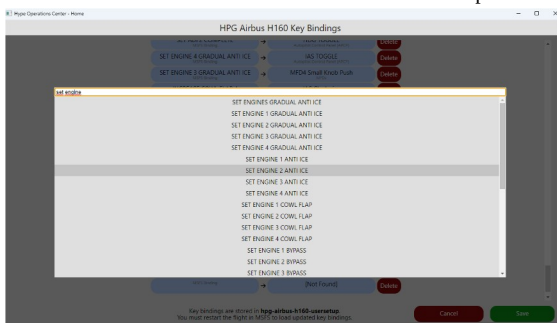 Hype Operations Center - Home
HPG Airbus H160 Key Bindings
SET ENGINE 4 GRADUAL ANTI ICE → IAS TOGGLE Delete
SET ENGINE 3 GRADUAL ANTI ICE → MFD4 Small Knob Push Delete
set engine
SET ENGINES GRADUAL ANTI ICE
SET ENGINE 1 GRADUAL ANTI ICE
SET ENGINE 2 GRADUAL ANTI ICE
SET ENGINE 3 GRADUAL ANTI ICE
SET ENGINE 4 GRADUAL ANTI ICE
SET ENGINE 1 ANTI ICE
SET ENGINE 2 ANTI ICE
SET ENGINE 3 ANTI ICE
SET ENGINE 4 ANTI ICE
SET ENGINE 1 COWL FLAP
SET ENGINE 2 COWL FLAP
SET ENGINE 3 COWL FLAP
SET ENGINE 4 COWL FLAP
SET ENGINE 1 BYPASS
SET ENGINE 2 BYPASS
SET ENGINE 3 BYPASS
→ [Not Found] Delete
Key bindings are stored in hpg-airbus-h160-usersetup.
You must restart the flight in MSFS to load updated key bindings.
Cancel Save